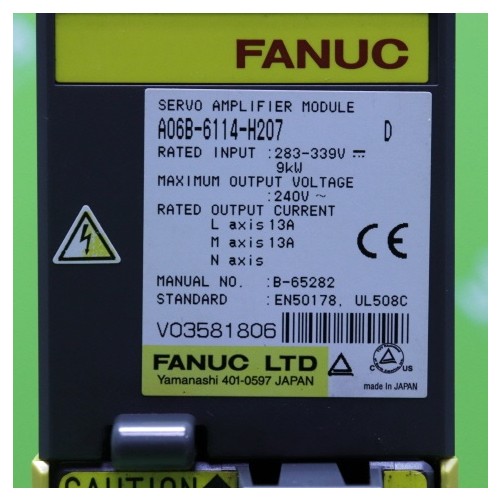 FANUC
SERVO AMPLIFIER MODULE
A06B-6114-H207 D
RATED INPUT :283-339V ⎓
9kW
MAXIMUM OUTPUT VOLTAGE
:240V ~
RATED OUTPUT CURRENT
L axis 13A
M axis 13A
N axis
CE
MANUAL NO. :B-65282
STANDARD :EN50178, UL508C
V03581806
FANUC LTD
Yamanashi 401-0597 JAPAN
C US
made in JAPAN
CAUTION